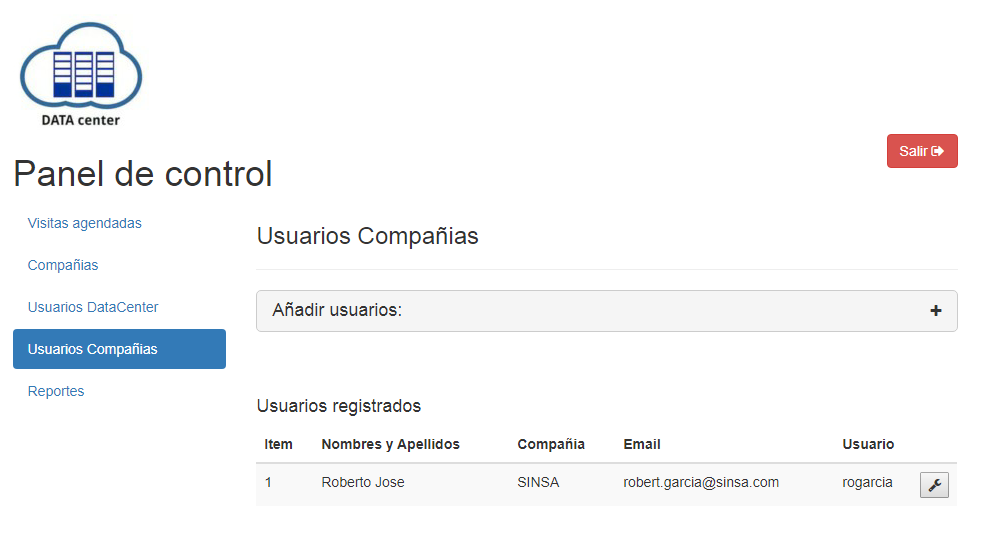 DATA center
Salir
Panel de control
Visitas agendadas
Compañias
Usuarios DataCenter
Usuarios Compañias
Reportes
Usuarios Compañias
Añadir usuarios:
Usuarios registrados
Item Nombres y Apellidos Compañia Email Usuario
1 Roberto Jose SINSA robert.garcia@sinsa.com rogarcia